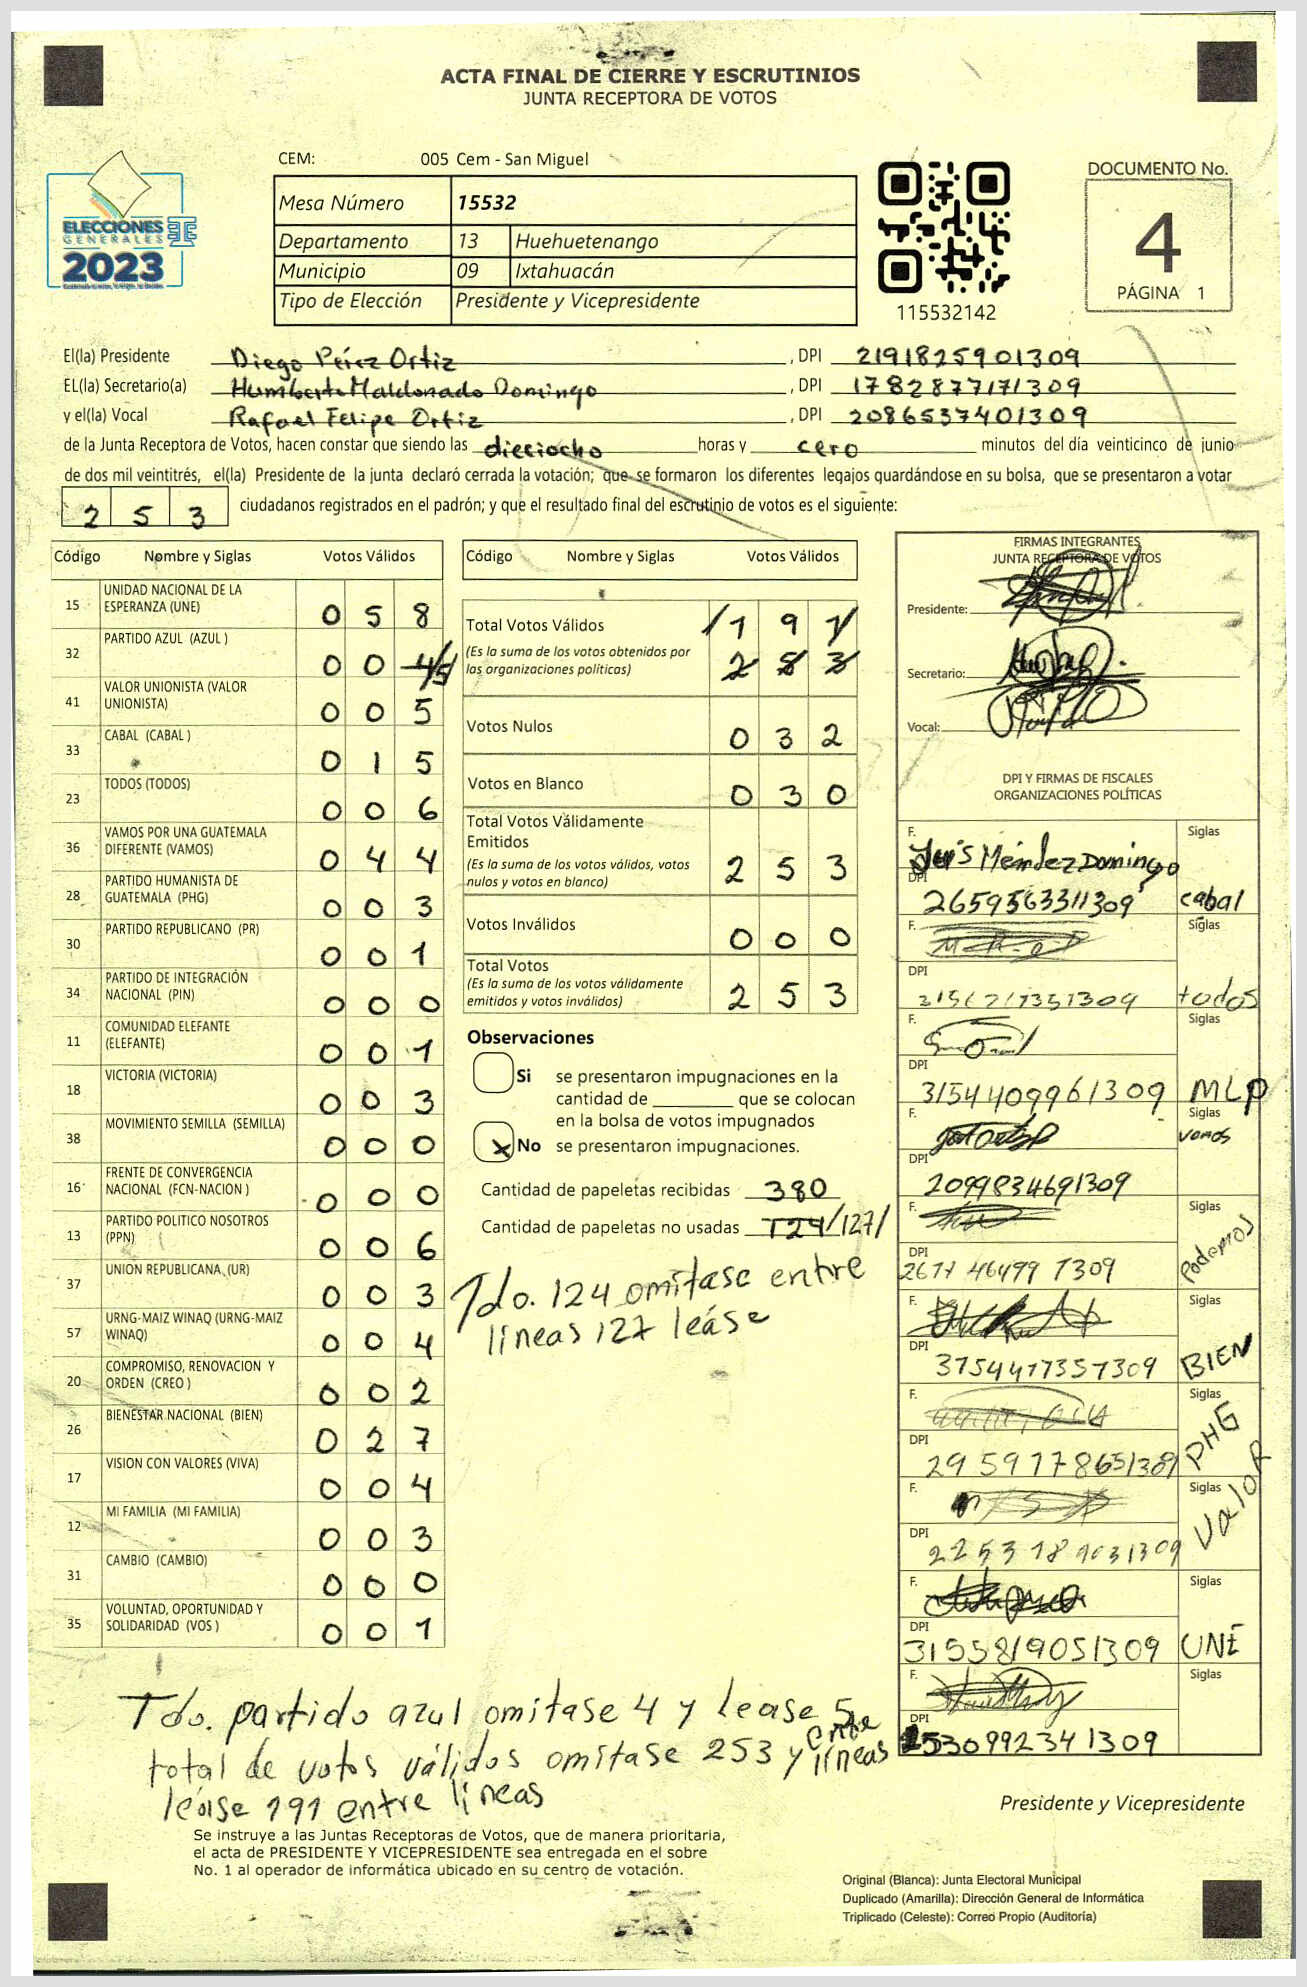 ACTA FINAL DE CIERRE Y ESCRUTINIOS
JUNTA RECEPTORA DE VOTOS
CEM: 005 Cem - San Miguel
Mesa Número 15532
Departamento 13 Huehuetenango
Municipio 09 Ixtahuacán
Tipo de Elección Presidente y Vicepresidente
ELECCIONES
GENERALES
2023
115532142
DOCUMENTO No.
4
PÁGINA 1
El(la) Presidente Diego Pérez Ortiz , DPI 2191825901309
EL(la) Secretario(a) Humberto Maldonado Domingo , DPI 1782877171309
y el(la) Vocal Rafael Felipe Ortiz , DPI 2086537401309
de la Junta Receptora de Votos, hacen constar que siendo las dieciocho horas y cero minutos del día veinticinco de junio
de dos mil veintitrés, el(la) Presidente de la junta declaró cerrada la votación; que se formaron los diferentes legajos guardándose en su bolsa, que se presentaron a votar
2 5 3 ciudadanos registrados en el padrón; y que el resultado final del escrutinio de votos es el siguiente:
Código Nombre y Siglas Votos Válidos
15 UNIDAD NACIONAL DE LA
ESPERANZA (UNE) 0 5 8
32 PARTIDO AZUL (AZUL ) 0 0 4/5/
41 VALOR UNIONISTA (VALOR
UNIONISTA) 0 0 5
33 CABAL (CABAL ) 0 1 5
23 TODOS (TODOS) 0 0 6
36 VAMOS POR UNA GUATEMALA
DIFERENTE (VAMOS) 0 4 4
28 PARTIDO HUMANISTA DE
GUATEMALA (PHG) 0 0 3
30 PARTIDO REPUBLICANO (PR) 0 0 1
34 PARTIDO DE INTEGRACIÓN
NACIONAL (PIN) 0 0 0
11 COMUNIDAD ELEFANTE
(ELEFANTE) 0 0 1
18 VICTORIA (VICTORIA) 0 0 3
38 MOVIMIENTO SEMILLA (SEMILLA) 0 0 0
16 FRENTE DE CONVERGENCIA
NACIONAL (FCN-NACION ) 0 0 0
13 PARTIDO POLITICO NOSOTROS
(PPN) 0 0 6
37 UNION REPUBLICANA (UR) 0 0 3
57 URNG-MAIZ WINAQ (URNG-MAIZ
WINAQ) 0 0 4
20 COMPROMISO, RENOVACION Y
ORDEN (CREO ) 0 0 2
26 BIENESTAR NACIONAL (BIEN) 0 2 7
17 VISION CON VALORES (VIVA) 0 0 4
12 MI FAMILIA (MI FAMILIA) 0 0 3
31 CAMBIO (CAMBIO) 0 0 0
35 VOLUNTAD, OPORTUNIDAD Y
SOLIDARIDAD (VOS ) 0 0 1
Código Nombre y Siglas Votos Válidos
Total Votos Válidos /1 9 1/
(Es la suma de los votos obtenidos por
las organizaciones políticas) 2 5 3
Votos Nulos 0 3 2
Votos en Blanco 0 3 0
Total Votos Válidamente
Emitidos
(Es la suma de los votos válidos, votos
nulos y votos en blanco) 2 5 3
Votos Inválidos 0 0 0
Total Votos
(Es la suma de los votos válidamente
emitidos y votos inválidos) 2 5 3
Observaciones
Si se presentaron impugnaciones en la
cantidad de ________ que se colocan
en la bolsa de votos impugnados
X No se presentaron impugnaciones.
Cantidad de papeletas recibidas 380
Cantidad de papeletas no usadas 124/127/
Tdo. 124 omítase entre
líneas 127 leáse
FIRMAS INTEGRANTES
JUNTA RECEPTORA DE VOTOS
Presidente:
Secretario:
Vocal:
DPI Y FIRMAS DE FISCALES
ORGANIZACIONES POLÍTICAS
F. Siglas
Luis Méndez Domingo
DPI
2659563311309 cabal
F. Siglas
DPI
todos
F. Siglas
DPI
3154409961309 MLP
F. Siglas
vamos
DPI
2099834691309
F. Siglas
Podemos
DPI
F. Siglas
DPI
3754477357309 BIEN
F. Siglas
DPI
2959178651309 PHG
F. Siglas
Valor
DPI
F. Siglas
DPI
3155819051309 UNE
F. Siglas
DPI
2530992341309
Tdo. partido azul omitase 4 y lease 5
total de votos válidos omitase 253 y entre líneas
leáse 191 entre líneas
Presidente y Vicepresidente
Se instruye a las Juntas Receptoras de Votos, que de manera prioritaria,
el acta de PRESIDENTE Y VICEPRESIDENTE sea entregada en el sobre
No. 1 al operador de informática ubicado en su centro de votación.
Original (Blanca): Junta Electoral Municipal
Duplicado (Amarilla): Dirección General de Informática
Triplicado (Celeste): Correo Propio (Auditoría)